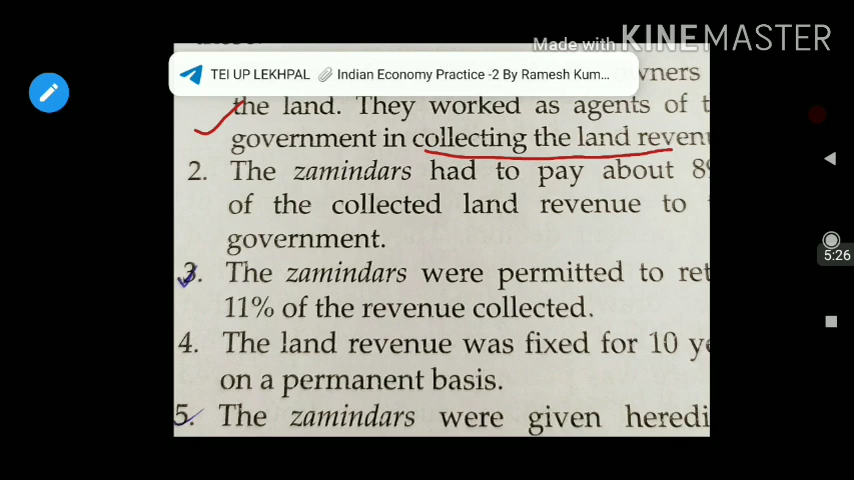 Made with KINEMASTER
TEI UP LEKHPAL Indian Economy Practice -2 By Ramesh Kum...
the land. They worked as agents of t
government in collecting the land reven
2. The zamindars had to pay about 89
of the collected land revenue to
government.
3. The zamindars were permitted to ret
11% of the revenue collected.
4. The land revenue was fixed for 10 ye
on a permanent basis.
5. The zamindars were given heredi
5:26